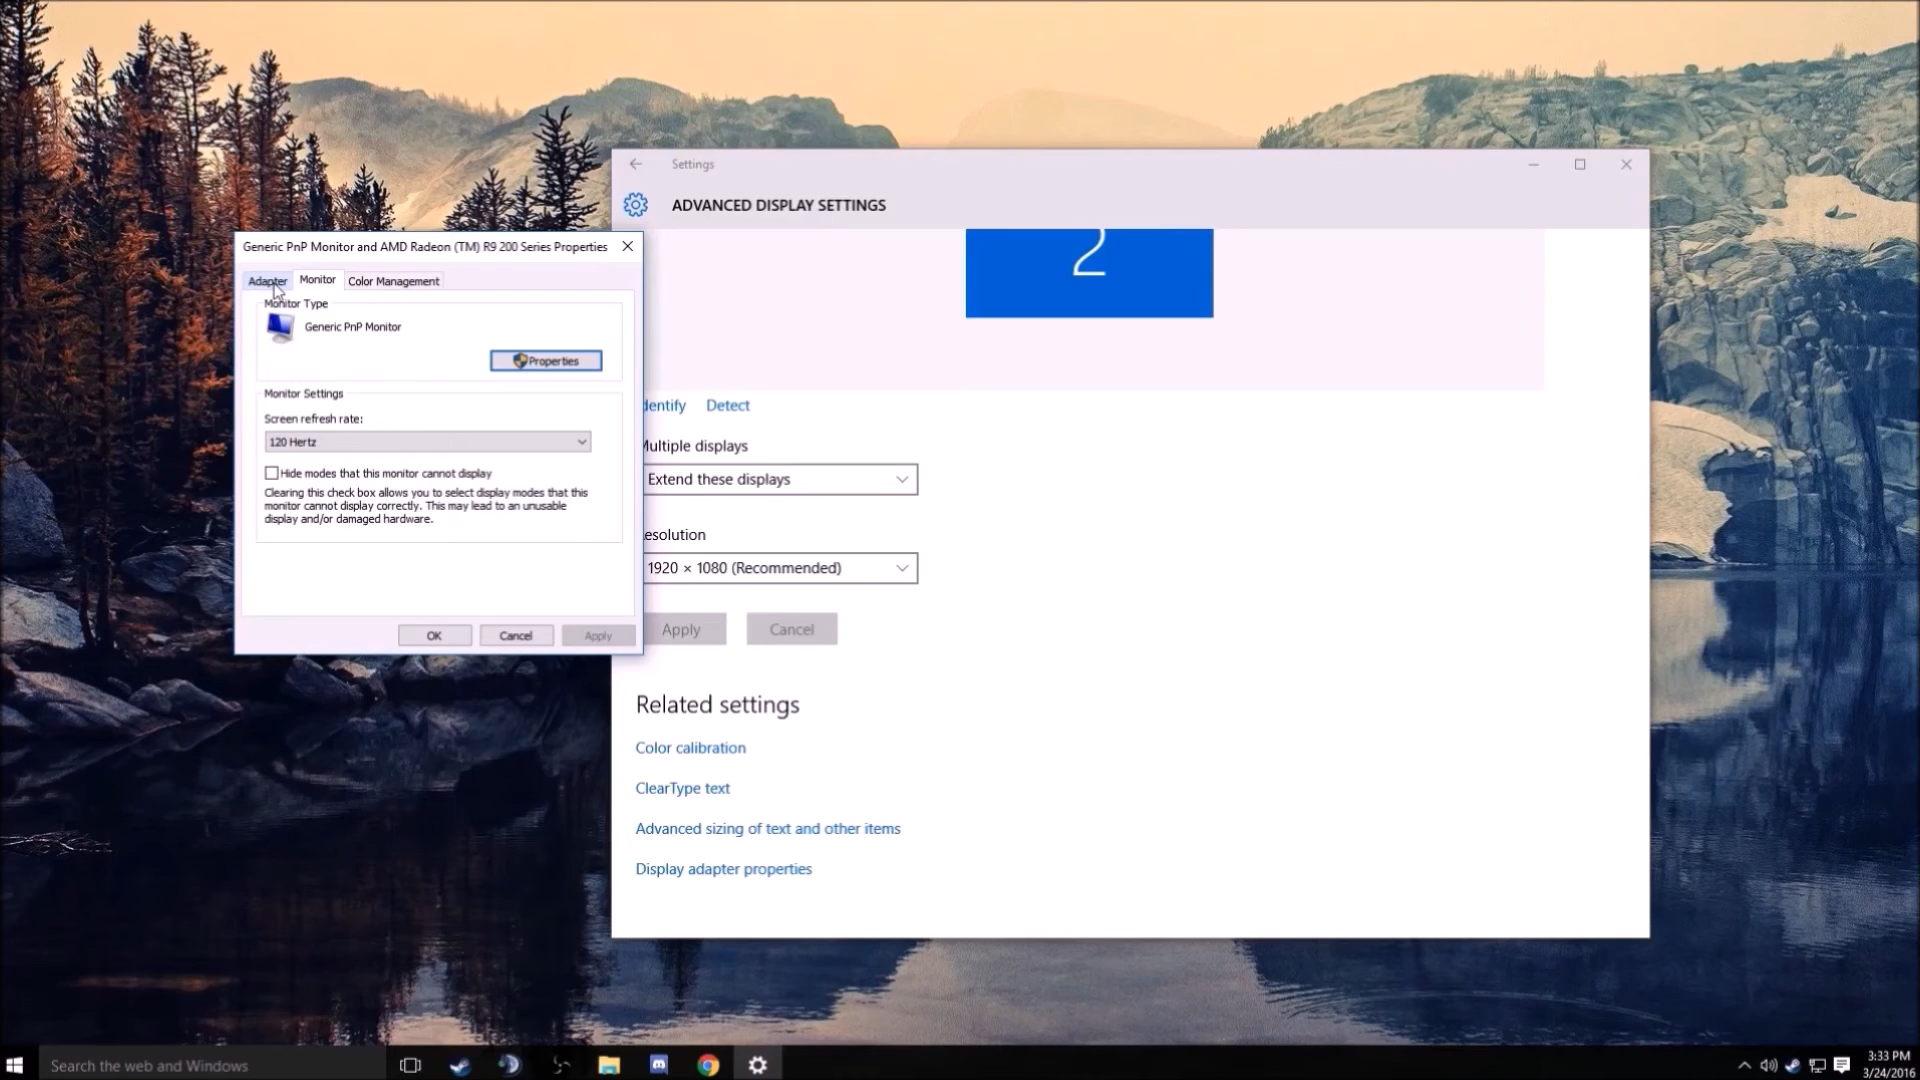 Settings
ADVANCED DISPLAY SETTINGS
2
Generic PnP Monitor and AMD Radeon (TM) R9 200 Series Properties
Adapter Monitor Color Management
Monitor Type
Generic PnP Monitor
Properties
Monitor Settings
Screen refresh rate:
120 Hertz
Hide modes that this monitor cannot display
Clearing this check box allows you to select display modes that this
monitor cannot display correctly. This may lead to an unusable
display and/or damaged hardware.
OK Cancel Apply
dentify Detect
Multiple displays
Extend these displays
esolution
1920 × 1080 (Recommended)
Apply Cancel
Related settings
Color calibration
ClearType text
Advanced sizing of text and other items
Display adapter properties
Search the web and Windows
3:33 PM
3/24/2016